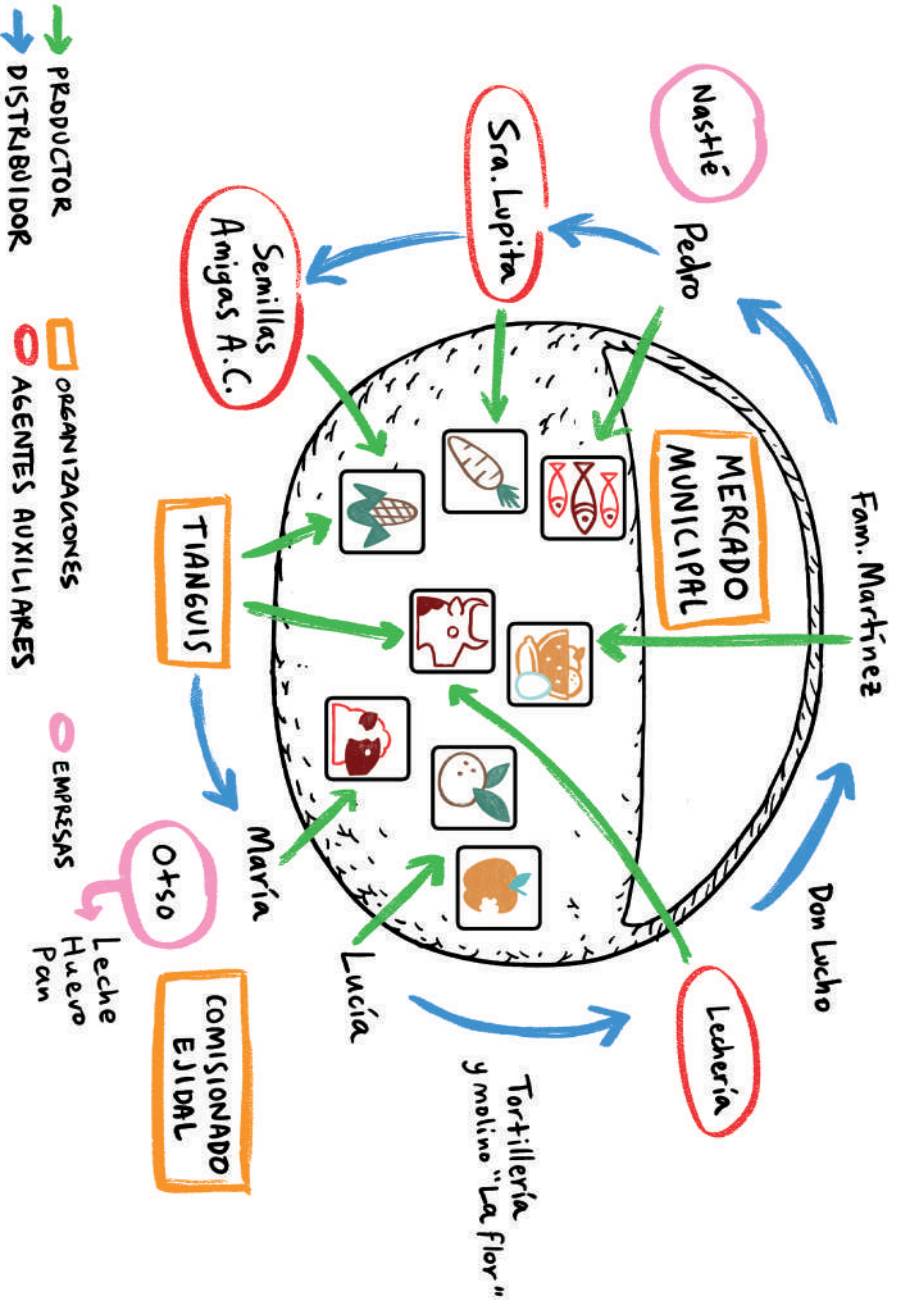 Fam. Martínez
Don Lucho
Lechería
Tortillería
y molino "La flor"
Pedro
Nastlé
MERCADO
MUNICIPAL
Sra. Lupita
Lucía
Semillas
Amigas A.C.
María
TIANGUIS
Otso
COMISIONADO
EJIDAL
Leche
Huevo
Pan
PRODUCTOR
DISTRIBUIDOR
ORGANIZACIONES
AGENTES AUXILIARES
EMPRESAS